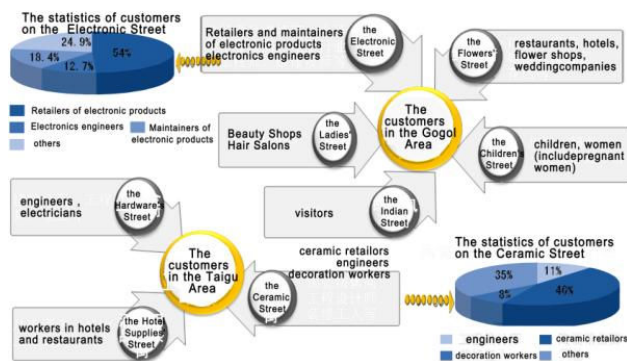 The statistics of customers
on the Electronic Street
24.9%
54%
18.4%
12.7%
Retailers of electronic products
Electronics engineers
Maintainers of
electronic products
others
Retailers and maintainers
of electronic products
electronics engineers
the
Electronic
Street
the
Flowers'
Street
restaurants, hotels,
flower shops,
weddingcompanies
The
customers
in the Gogol
Area
Beauty Shops
Hair Salons
the
Ladies'
Street
the
Children's
Street
children, women
(includepregnant
women)
visitors
the
Indian
Street
engineers ,
electricians
the
Hardware's
Street
The
customers
in the Taigu
Area
workers in hotels
and restaurants
the Hotel
Supplies'
Street
ceramic retailors
engineers
decoration workers
the
Ceramic
Street
The statistics of customers
on the Ceramic Street
35%
11%
8%
46%
engineers
ceramic retailors
decoration workers
others